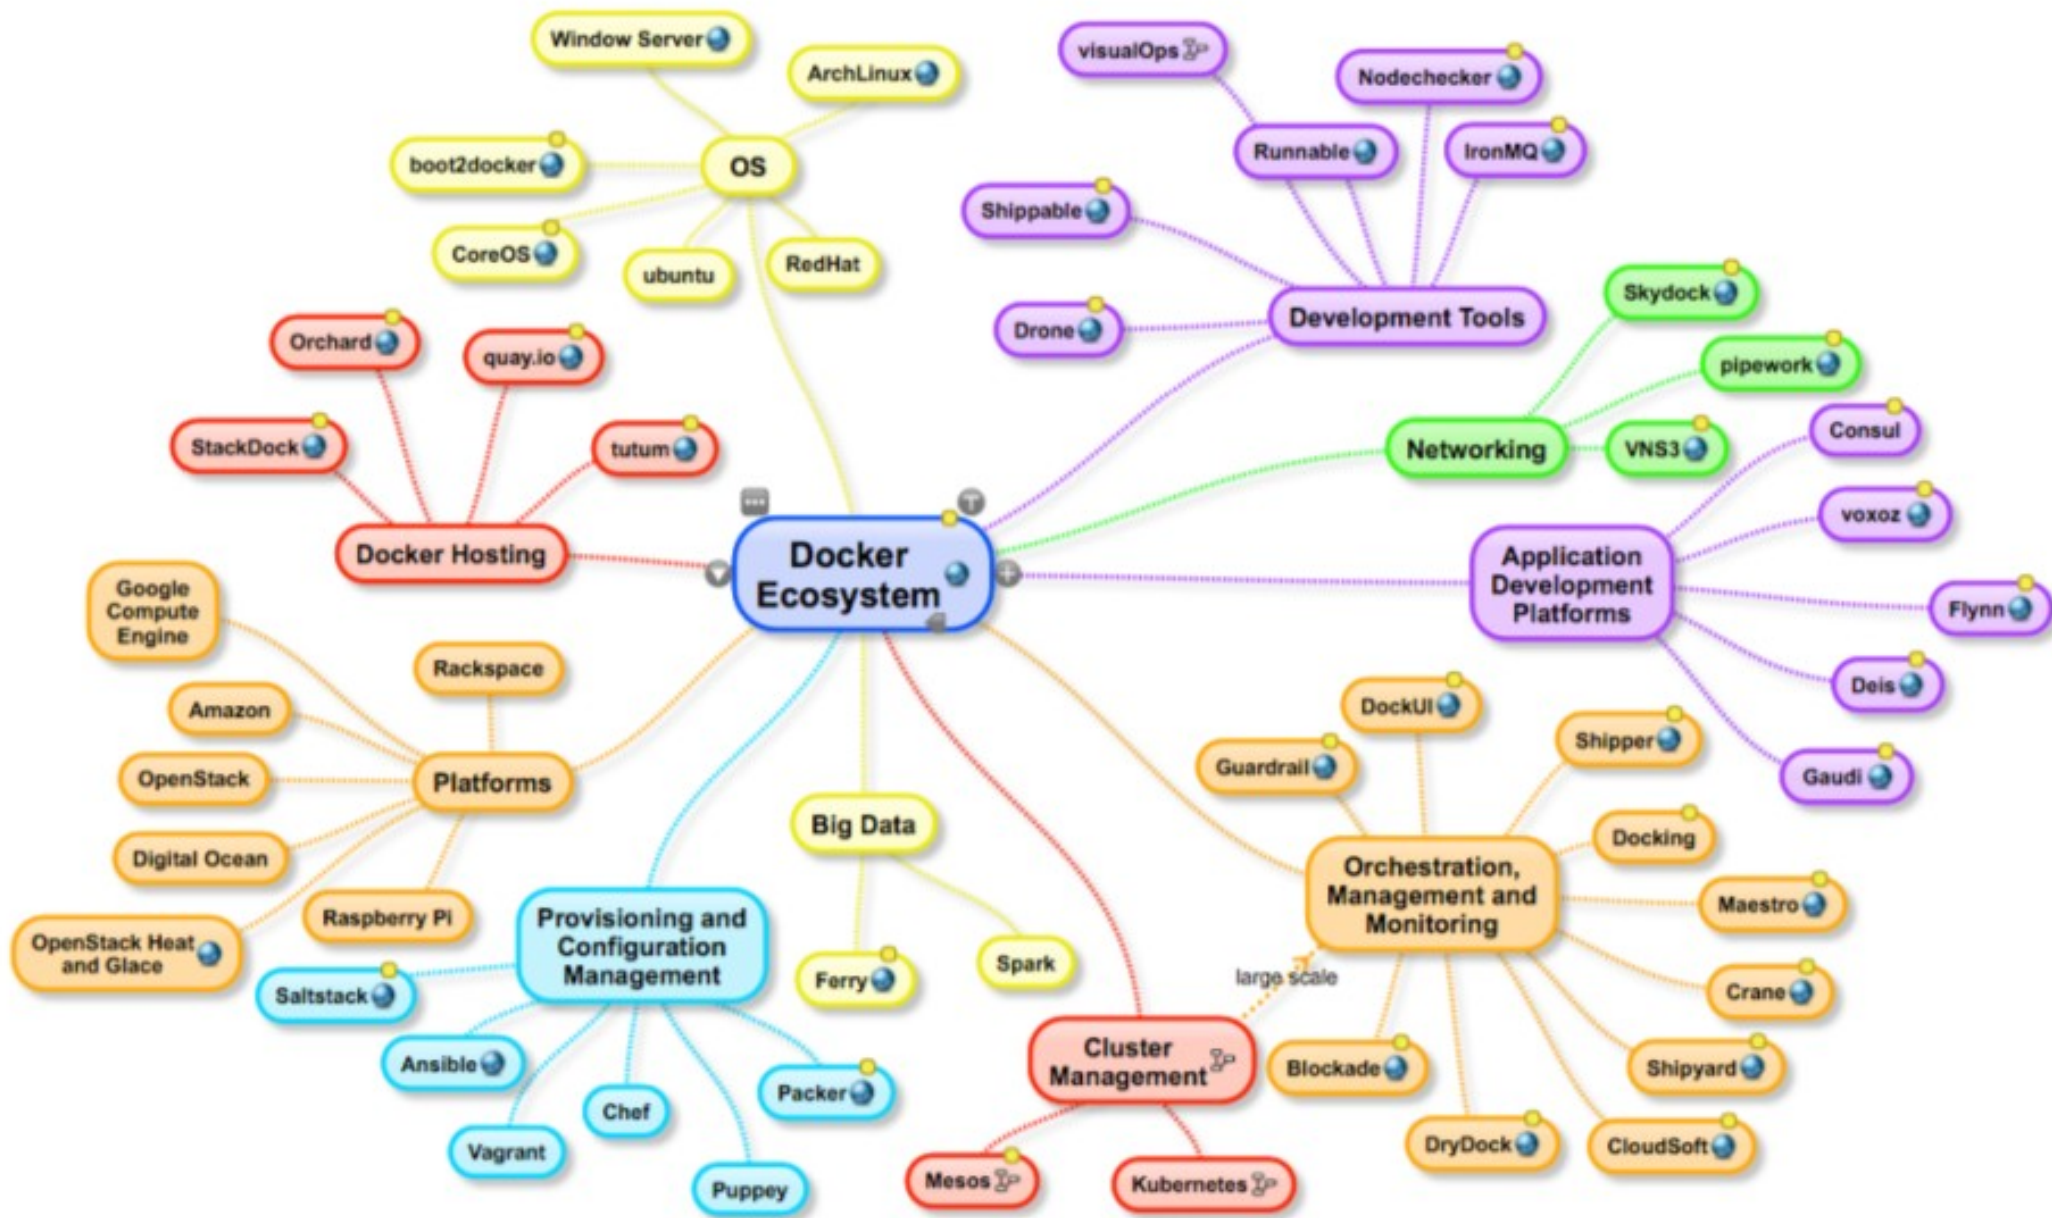 Window Server
ArchLinux
boot2docker
OS
CoreOS
ubuntu
RedHat
visualOps
Nodechecker
Runnable
IronMQ
Shippable
Drone
Development Tools
Skydock
pipework
Networking
VNS3
Orchard
quay.io
StackDock
tutum
Docker Hosting
Docker
Ecosystem
Consul
voxoz
Application
Development
Platforms
Flynn
Deis
Gaudi
Google
Compute
Engine
Rackspace
Amazon
OpenStack
Platforms
Digital Ocean
Raspberry Pi
OpenStack Heat
and Glace
Provisioning and
Configuration
Management
Saltstack
Ansible
Vagrant
Chef
Puppey
Packer
Big Data
Ferry
Spark
Cluster
Management
Mesos
Kubernetes
large scale
DockUI
Guardrail
Shipper
Orchestration,
Management and
Monitoring
Docking
Maestro
Crane
Shipyard
CloudSoft
DryDock
Blockade